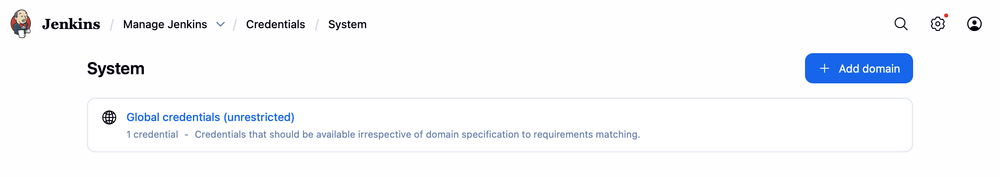 Jenkins / Manage Jenkins / Credentials / System
System
+ Add domain
Global credentials (unrestricted)
1 credential - Credentials that should be available irrespective of domain specification to requirements matching.